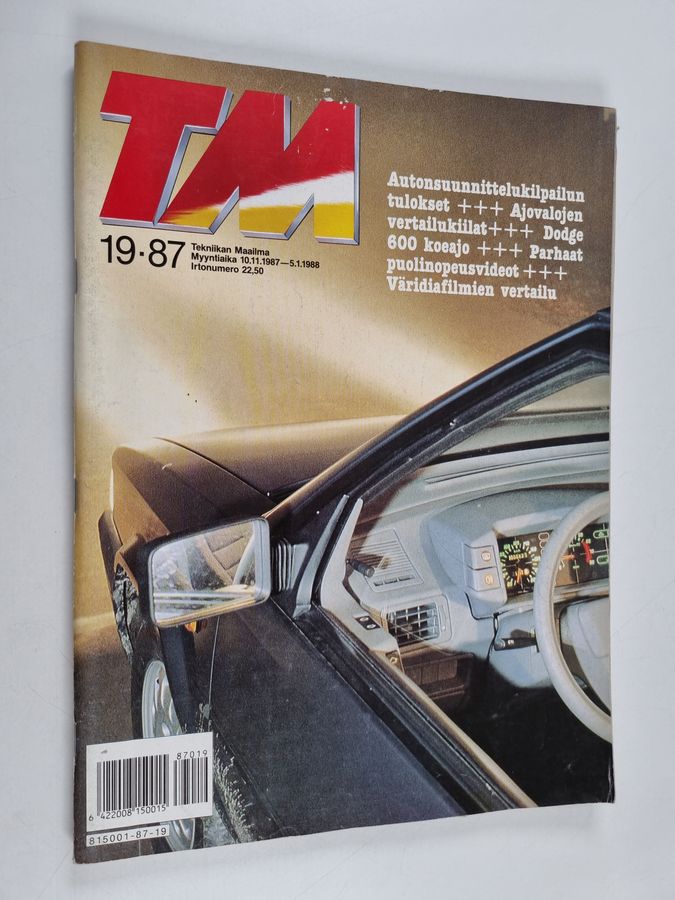 TM
19·87
Tekniikan Maailma
Myyntiaika 10.11.1987—5.1.1988
Irtonumero 22,50
Autonsuunnittelukilpailun
tulokset +++ Ajovalojen
vertailukiilat+++ Dodge
600 koeajo +++ Parhaat
puolinopeusvideot +++
Väridiafilmien vertailu
87019
6 422008 150015
815001-87-19